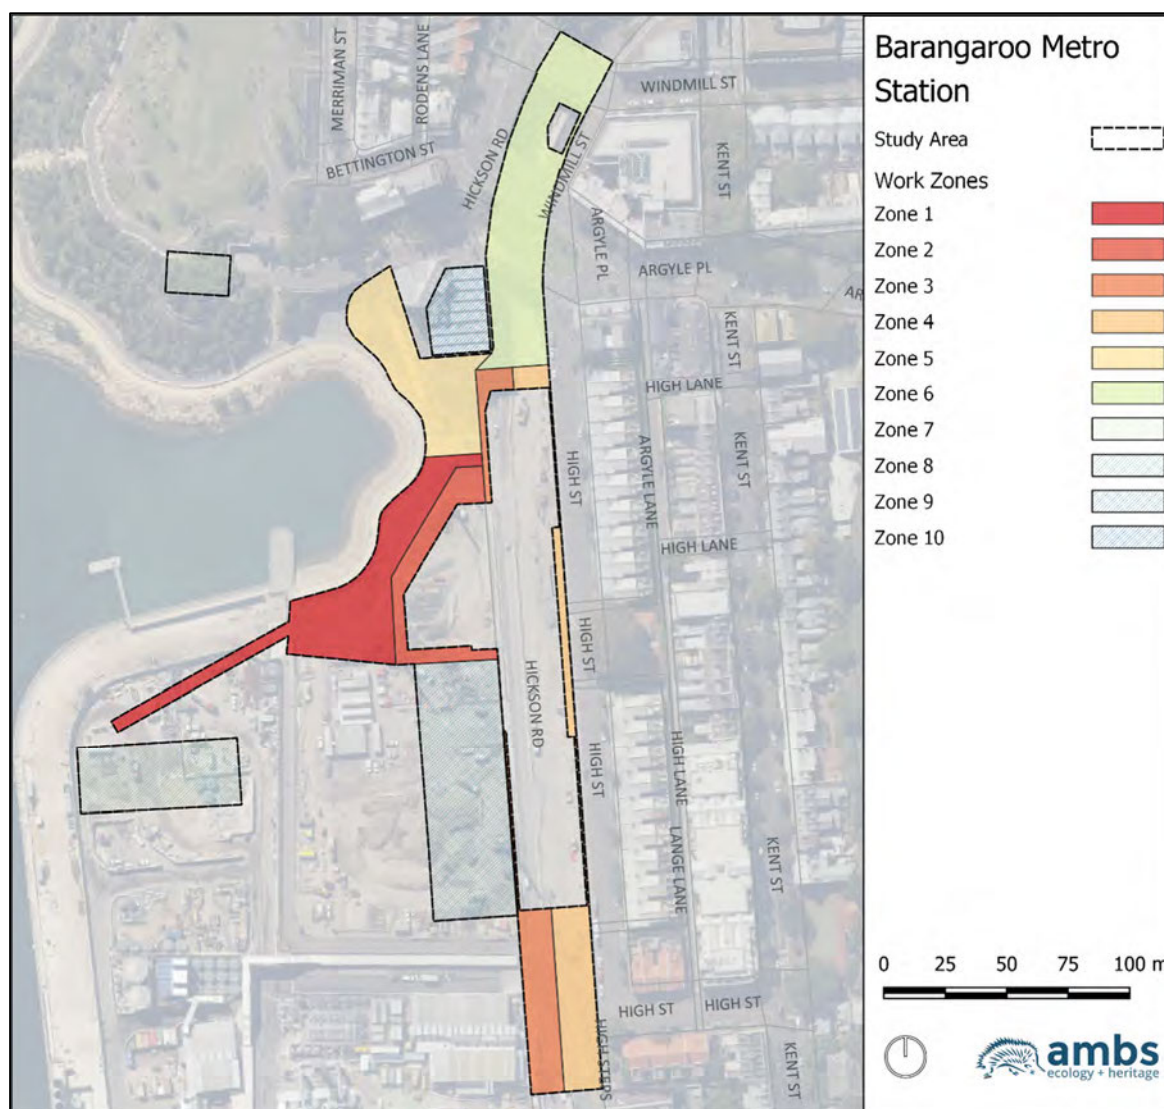 MERRIMAN ST
RODENS LANE
BETTINGTON ST
HICKSON RD
WINDMILL ST
WINDMILL ST
KENT ST
ARGYLE PL
ARGYLE PL
AR
KENT ST
HIGH LANE
HIGH ST
ARGYLE LANE
KENT ST
HIGH LANE
HIGH ST
HICKSON RD
HIGH ST
HIGH LANE
LANGE LANE
KENT ST
HIGH ST
HIGH ST
HIGH STEPS
KENT ST
Barangaroo Metro
Station
Study Area
Work Zones
Zone 1
Zone 2
Zone 3
Zone 4
Zone 5
Zone 6
Zone 7
Zone 8
Zone 9
Zone 10
0 25 50 75 100 m
ambs
ecology + heritage